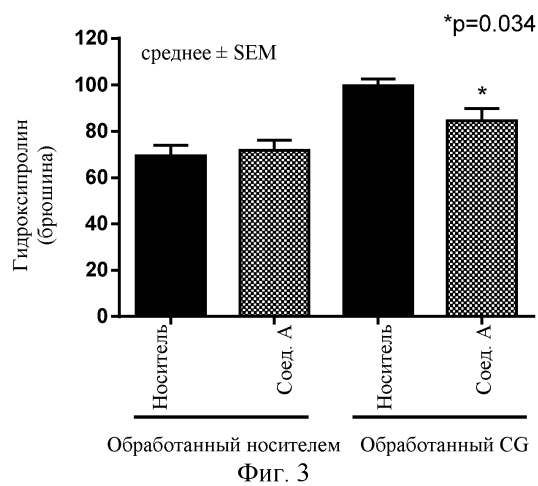 *p=0.034
среднее ± SEM
Гидроксипролин
(брюшина)
120
100
80
60
40
20
0
*
Носитель
Соед. А
Носитель
Соед. А
Обработанный носителем
Обработанный CG
Фиг. 3